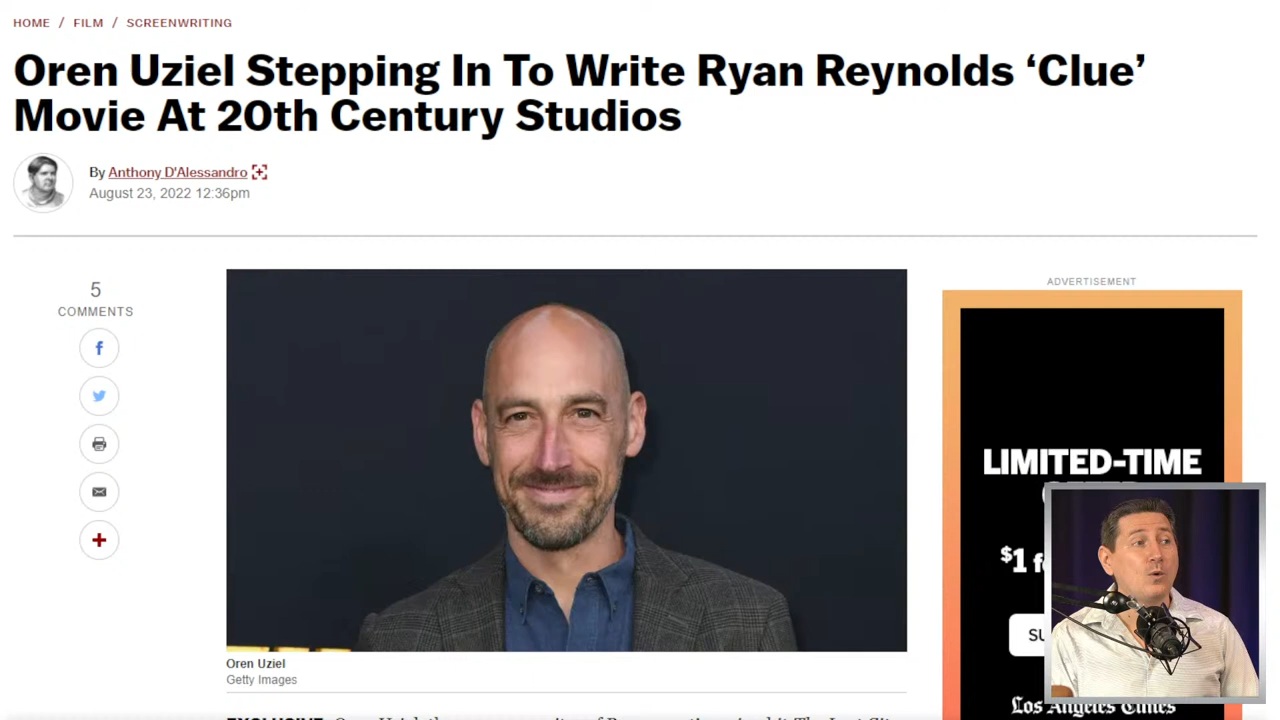 HOME / FILM / SCREENWRITING
Oren Uziel Stepping In To Write Ryan Reynolds ‘Clue’
Movie At 20th Century Studios
By Anthony D'Alessandro
August 23, 2022 12:36pm
5
COMMENTS
ADVERTISEMENT
LIMITED-TIME
$1
Oren Uziel
Getty Images
Los Angeles Times